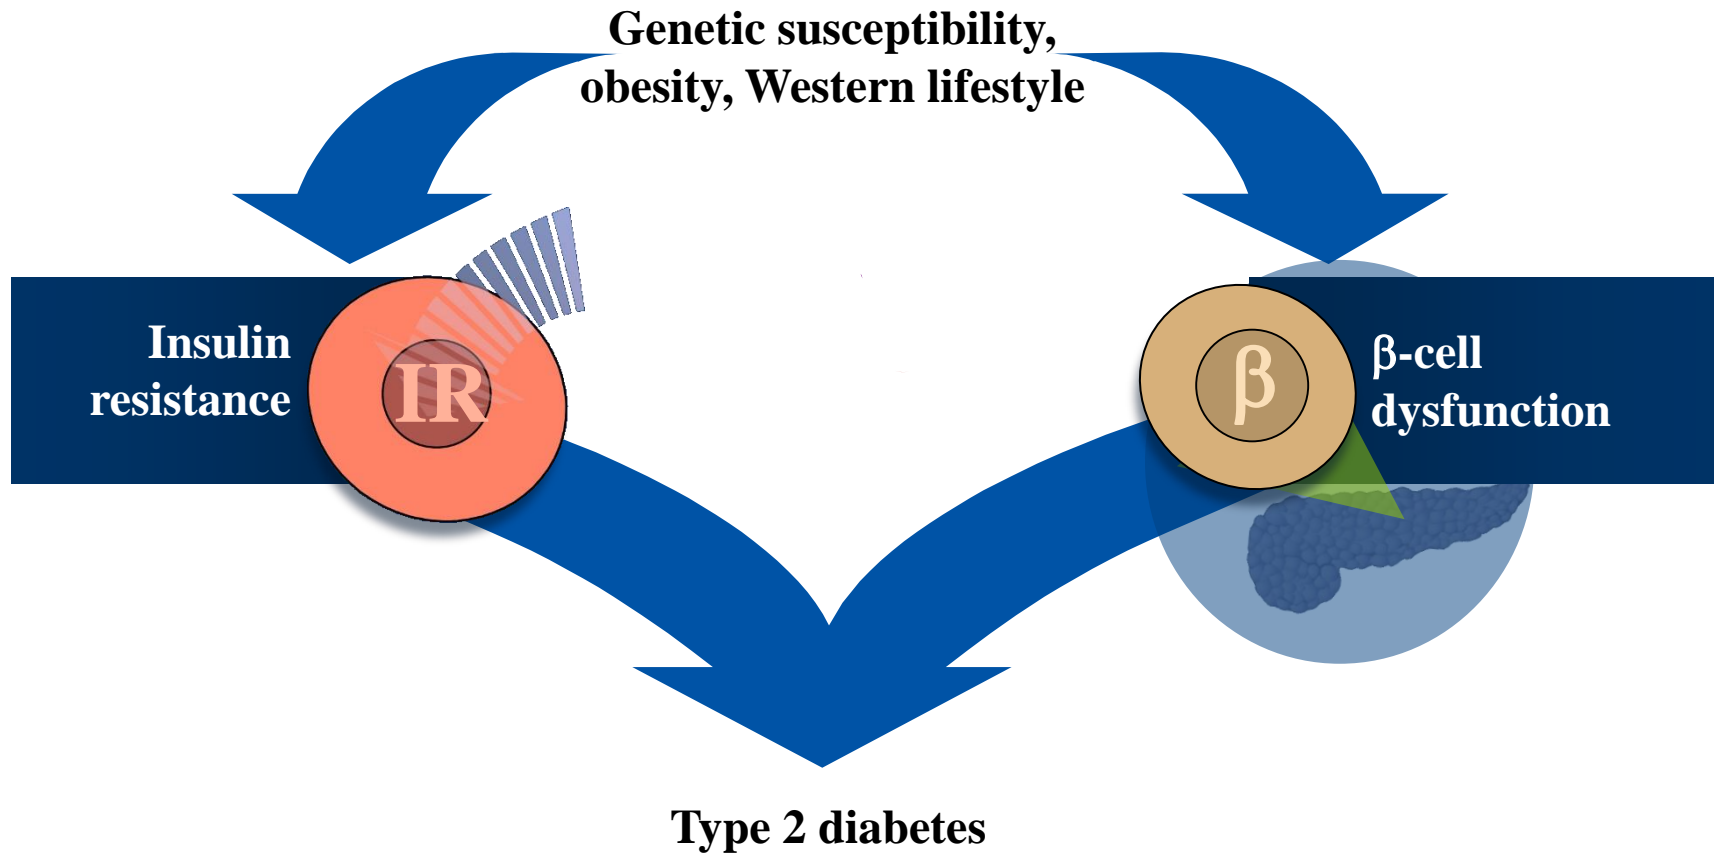 Genetic susceptibility,
obesity, Western lifestyle
Insulin
resistance
IR
β
β-cell
dysfunction
Type 2 diabetes